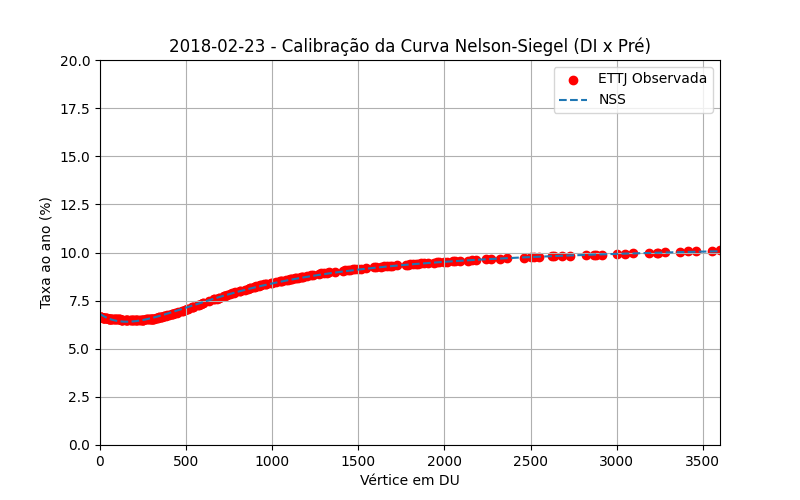 2018-02-23 - Calibração da Curva Nelson-Siegel (DI x Pré)
ETTJ Observada
NSS
Taxa ao ano (%)
20.0
17.5
15.0
12.5
10.0
7.5
5.0
2.5
0.0
0 500 1000 1500 2000 2500 3000 3500
Vértice em DU